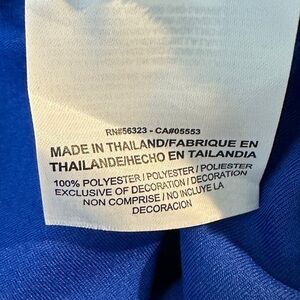 RN#56323 - CA#05553
MADE IN THAILAND/FABRIQUE EN
THAILANDE/HECHO EN TAILANDIA
100% POLYESTER / POLYESTER / POLIESTER
EXCLUSIVE OF DECORATION / DECORATION
NON COMPRISE / NO INCLUYE LA
DECORACION